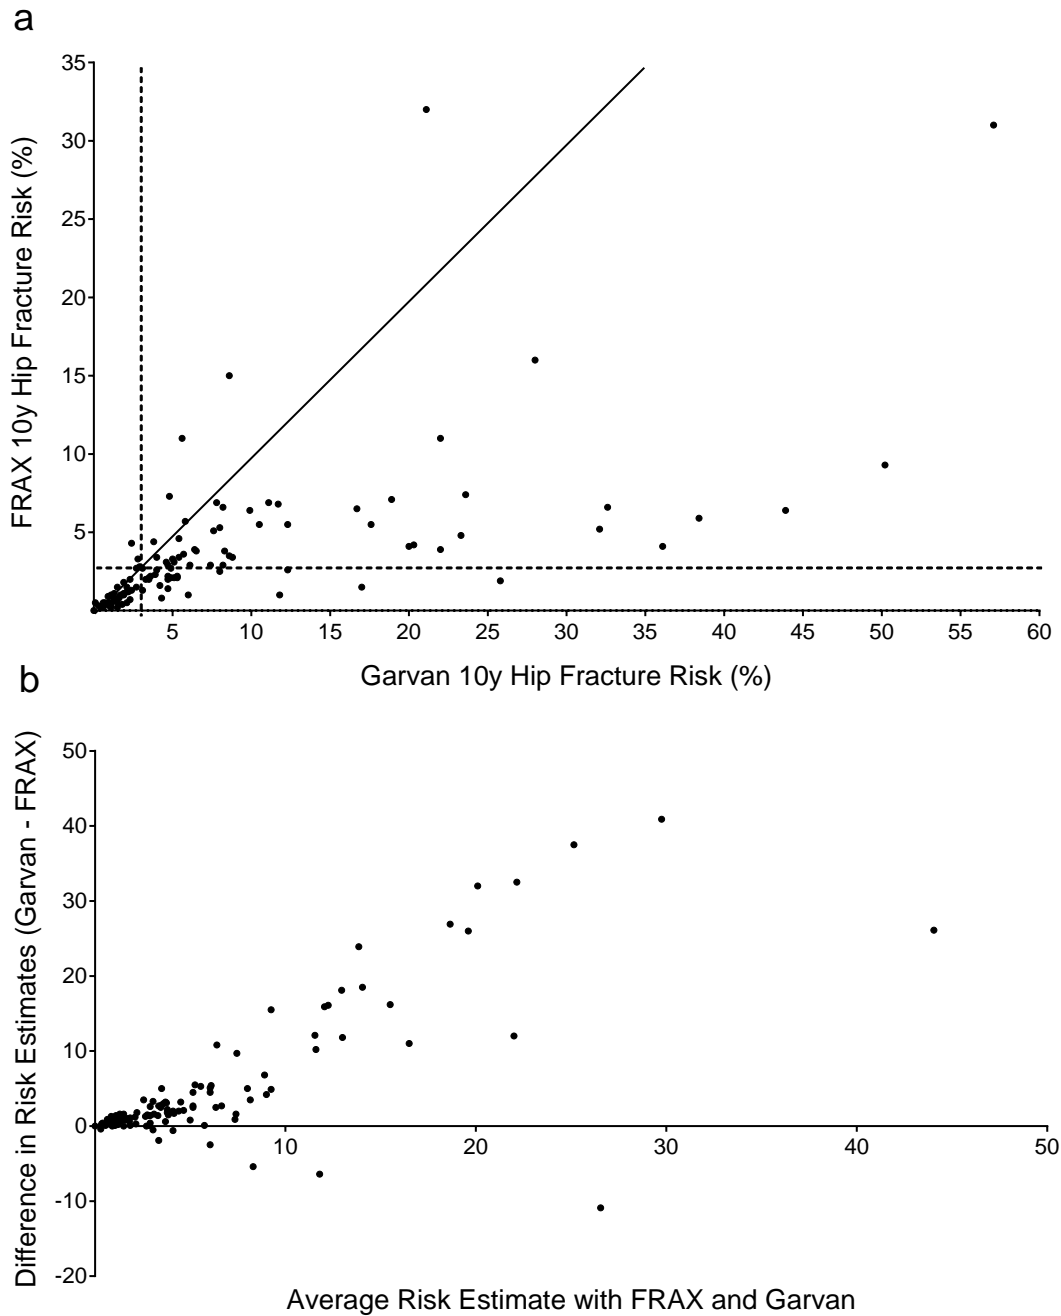 a
FRAX 10y Hip Fracture Risk (%)
35
30
25
20
15
10
5
5 10 15 20 25 30 35 40 45 50 55 60
Garvan 10y Hip Fracture Risk (%)
b
Difference in Risk Estimates (Garvan - FRAX)
50
40
30
20
10
0
-10
-20
10 20 30 40 50
Average Risk Estimate with FRAX and Garvan